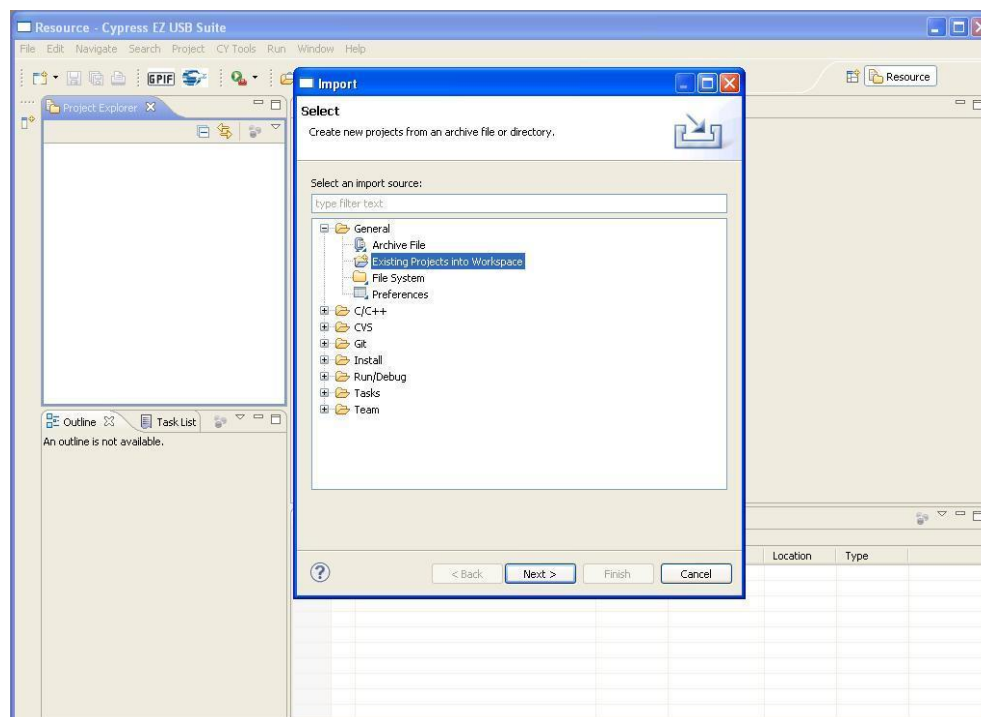 Resource - Cypress EZ USB Suite
File Edit Navigate Search Project CYTools Run Window Help
GPIF
Resource
Project Explorer
Import
Select
Create new projects from an archive file or directory.
Select an import source:
type filter text
General
Archive File
Existing Projects into Workspace
File System
Preferences
C/C++
CVS
Git
Install
Run/Debug
Tasks
Team
Outline Task List
An outline is not available.
Location Type
? < Back Next > Finish Cancel